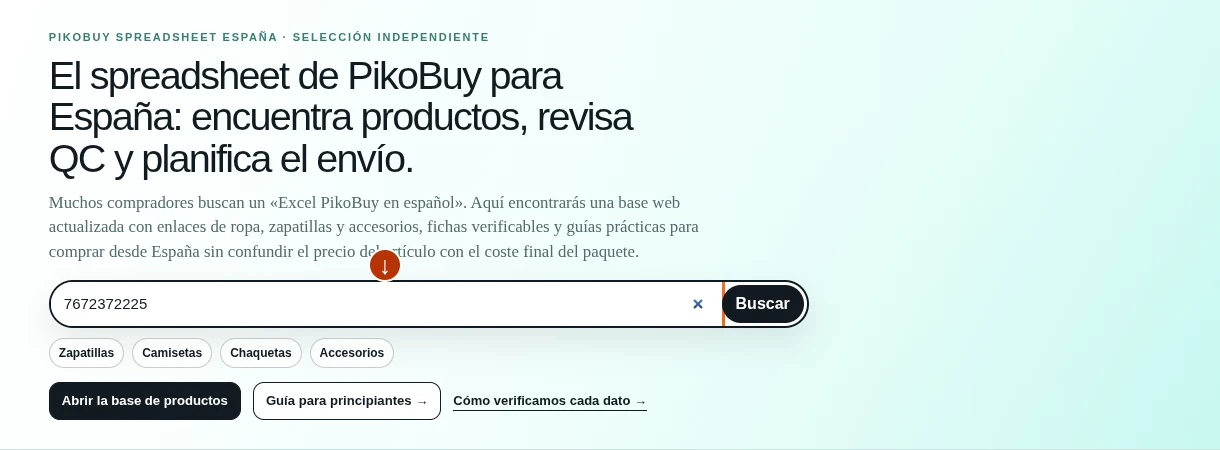 PIKOBUY SPREADSHEET ESPAÑA · SELECCIÓN INDEPENDIENTE
El spreadsheet de PikoBuy para
España: encuentra productos, revisa
QC y planifica el envío.
Muchos compradores buscan un «Excel PikoBuy en español». Aquí encontrarás una base web
actualizada con enlaces de ropa, zapatillas y accesorios, fichas verificables y guías prácticas para
comprar desde España sin confundir el precio del artículo con el coste final del paquete.
↓
7672372225 × Buscar
Zapatillas Camisetas Chaquetas Accesorios
Abrir la base de productos Guía para principiantes → Cómo verificamos cada dato →